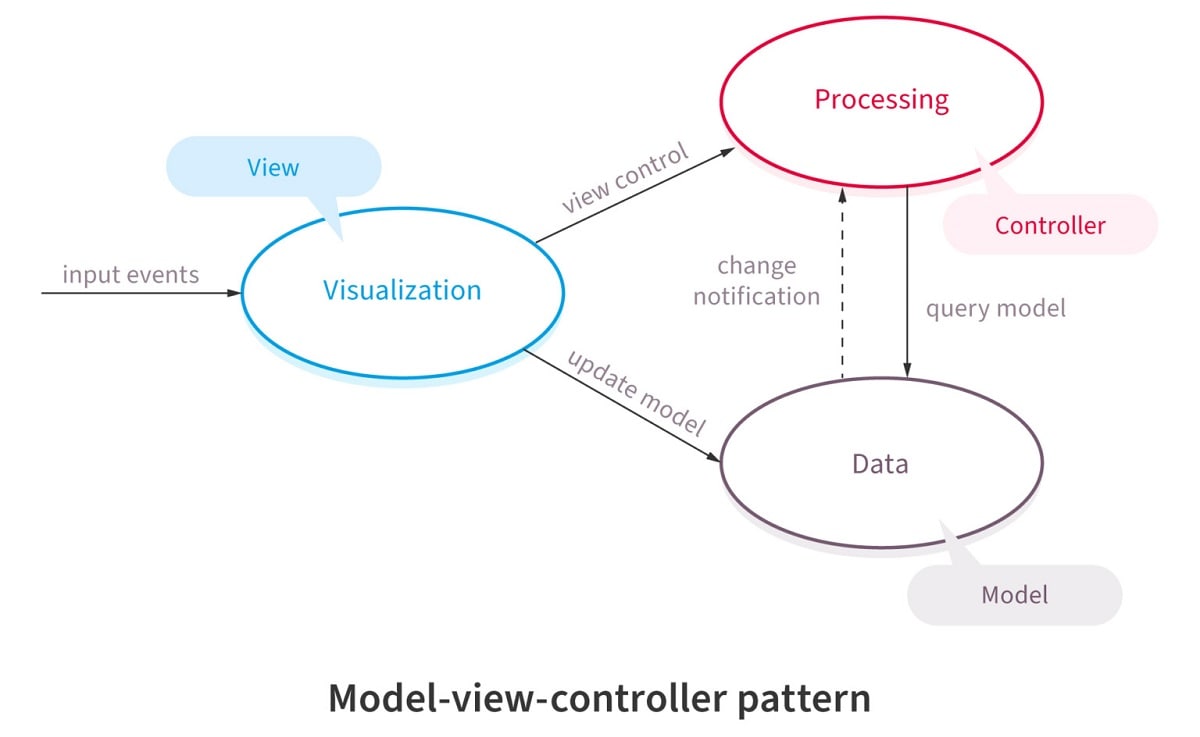 Processing
View
view control
Controller
input events
Visualization
change
notification
query model
update model
Data
Model
Model-view-controller pattern